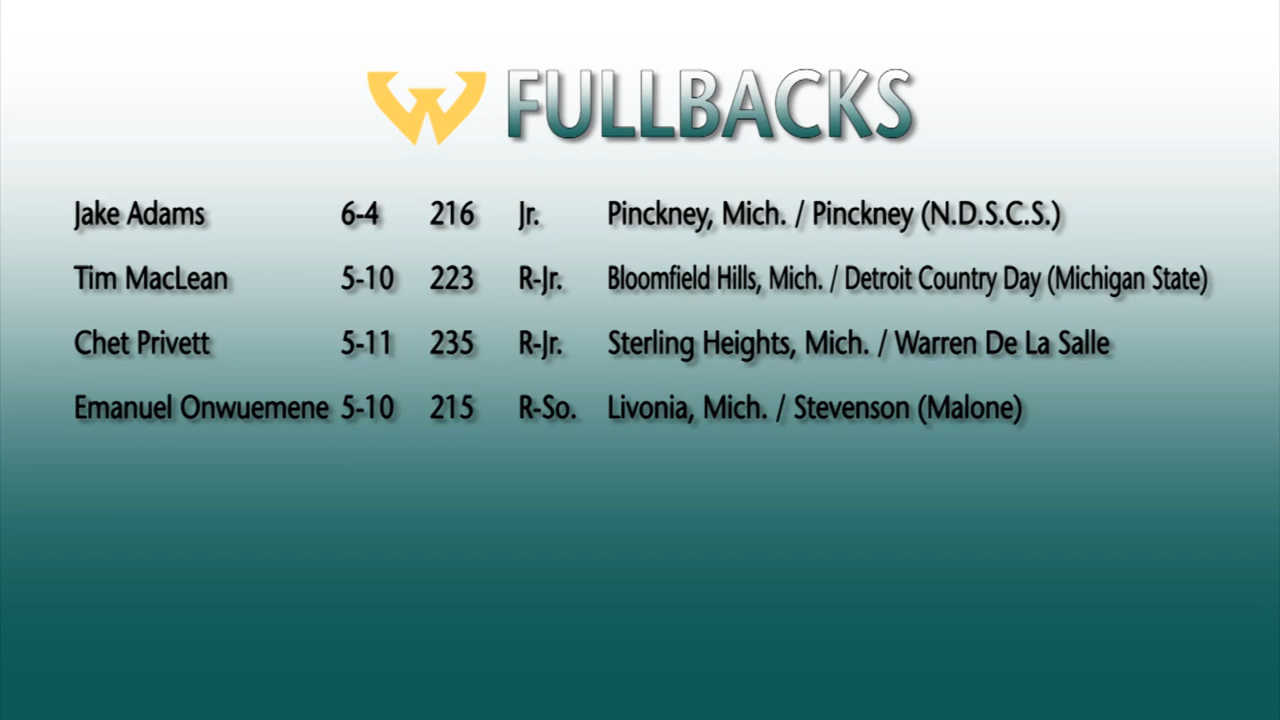 W FULLBACKS
Jake Adams 6-4 216 Jr. Pinckney, Mich. / Pinckney (N.D.S.C.S.)
Tim MacLean 5-10 223 R-Jr. Bloomfield Hills, Mich. / Detroit Country Day (Michigan State)
Chet Privett 5-11 235 R-Jr. Sterling Heights, Mich. / Warren De La Salle
Emanuel Onwuemene 5-10 215 R-So. Livonia, Mich. / Stevenson (Malone)